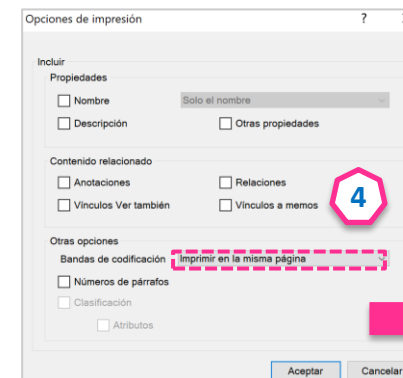 Opciones de impresión ?
Incluir
Propiedades
Nombre Solo el nombre
Descripción Otras propiedades
Contenido relacionado
Anotaciones Relaciones
Vínculos Ver también Vínculos a memos
4
Otras opciones
Bandas de codificación Imprimir en la misma página
Números de párrafos
Clasificación
Atributos
Aceptar Cancelar